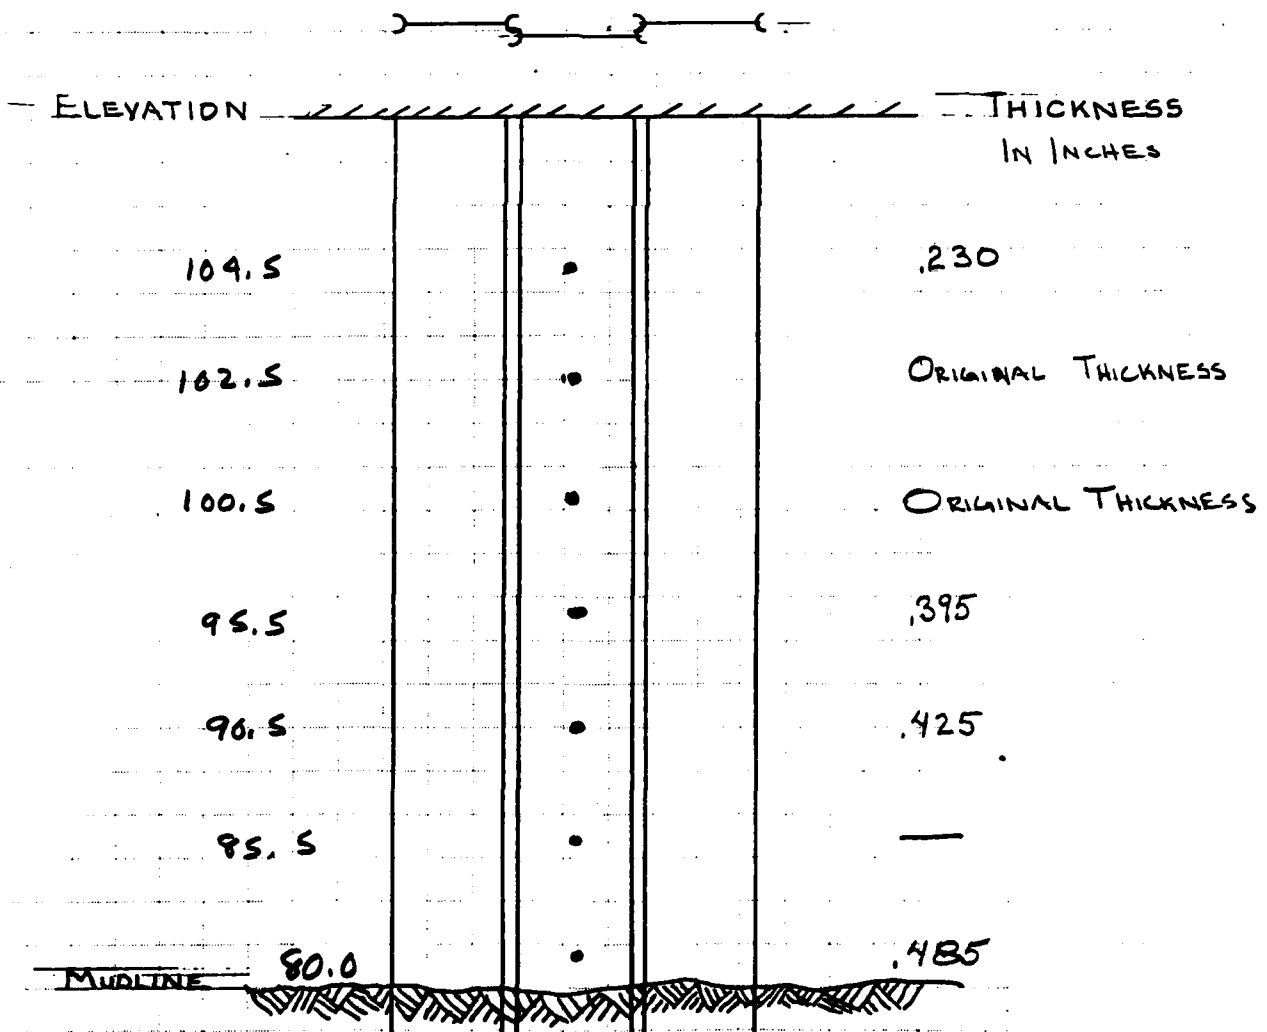 ELEVATION THICKNESS
IN INCHES
104.5 .230
102.5 ORIGINAL THICKNESS
100.5 ORIGINAL THICKNESS
95.5 .395
90.5 .425
85.5 —
80.0 .485
MUDLINE